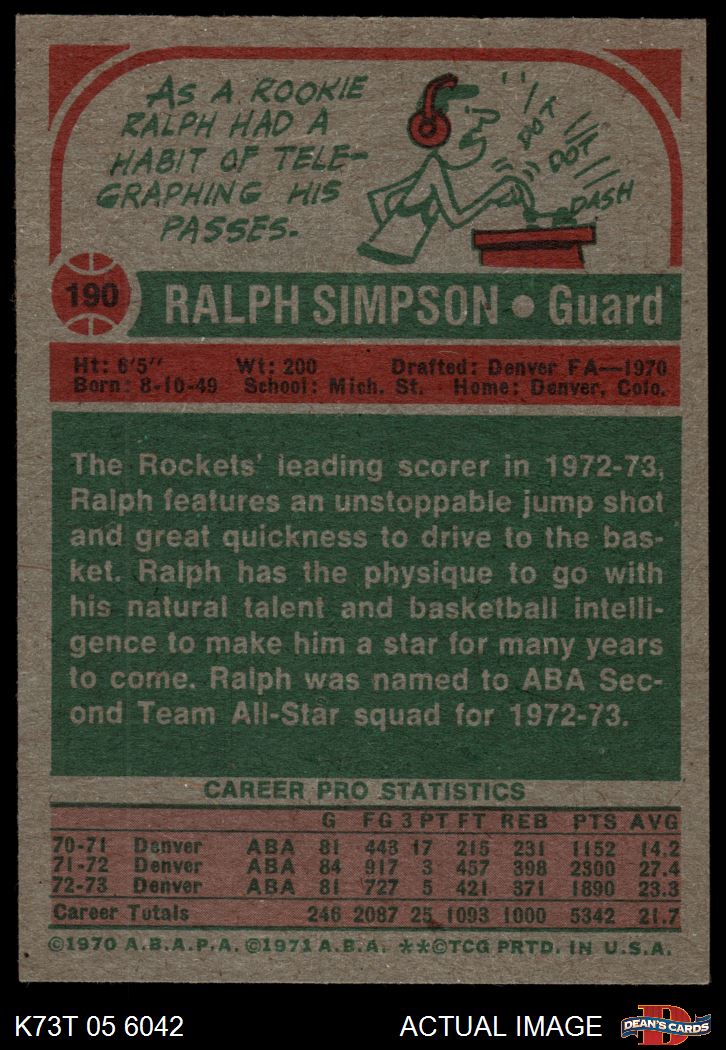 AS A ROOKIE
RALPH HAD A
HABIT OF TELE-
GRAPHING HIS
PASSES.
DOT
DOT
DASH
190
RALPH SIMPSON • Guard
Ht: 6'5" Wt: 200 Drafted: Denver FA—1970
Born: 8-10-49 School: Mich. St. Home: Denver, Colo.
The Rockets' leading scorer in 1972-73,
Ralph features an unstoppable jump shot
and great quickness to drive to the bas-
ket. Ralph has the physique to go with
his natural talent and basketball intelli-
gence to make him a star for many years
to come. Ralph was named to ABA Sec-
ond Team All-Star squad for 1972-73.
CAREER PRO STATISTICS
G FG 3 PT FT REB PTS AVG
70-71 Denver ABA 81 443 17 215 231 1152 14.2
71-72 Denver ABA 84 917 3 457 398 2300 27.4
72-73 Denver ABA 81 727 5 421 371 1890 23.3
Career Totals 246 2087 25 1093 1000 5342 21.7
©1970 A.B.A.P.A. ©1971 A.B.A. **©TCG PRTD. IN U.S.A.
K73T 05 6042
ACTUAL IMAGE
D
DEAN'S CARDS